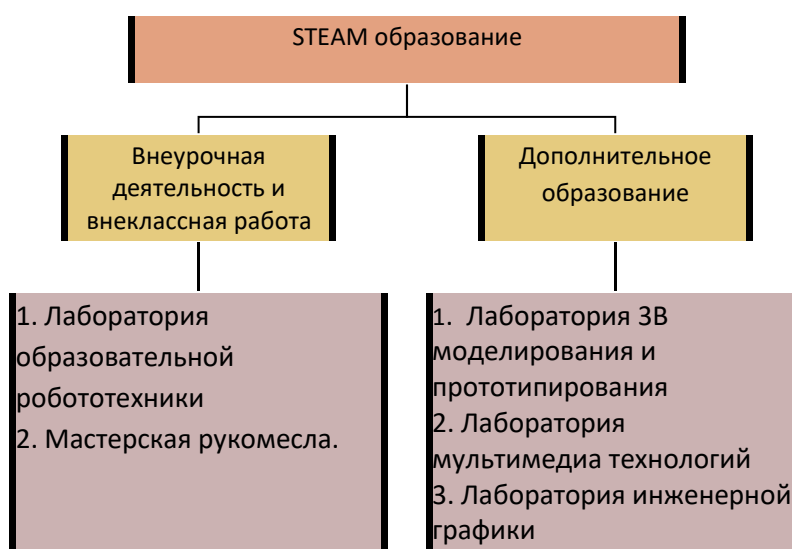 STEAM образование
Внеурочная
деятельность и
внеклассная работа
Дополнительное
образование
1. Лаборатория
образовательной
робототехники
2. Мастерская рукомесла.
1. Лаборатория 3В
моделирования и
прототипирования
2. Лаборатория
мультимедиа технологий
3. Лаборатория инженерной
графики